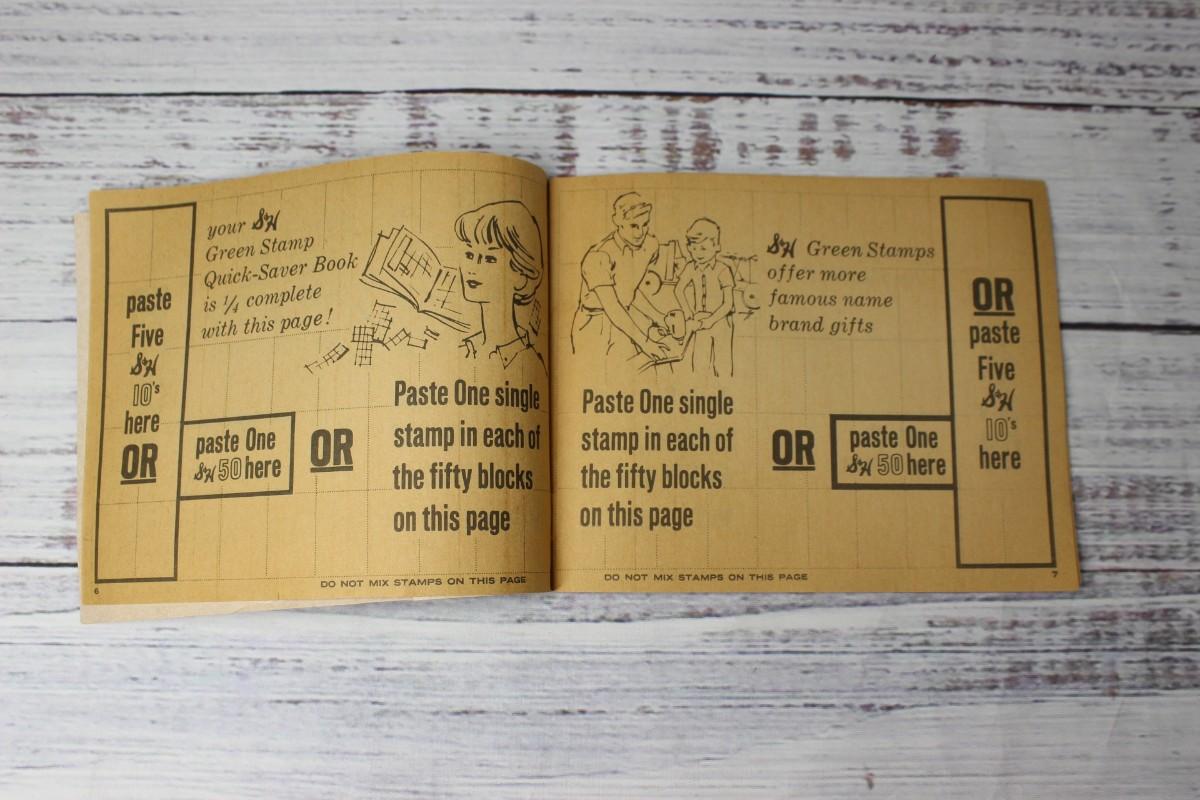 your S&H
Green Stamp
Quick-Saver Book
is 1/4 complete
with this page!
paste
Five
S&H
10's
here
OR
paste One
S&H 50 here
OR
Paste One single
stamp in each of
the fifty blocks
on this page
6
DO NOT MIX STAMPS ON THIS PAGE
S&H Green Stamps
offer more
famous name
brand gifts
Paste One single
stamp in each of
the fifty blocks
on this page
OR
paste One
S&H 50 here
OR
paste
Five
S&H
10's
here
DO NOT MIX STAMPS ON THIS PAGE
7